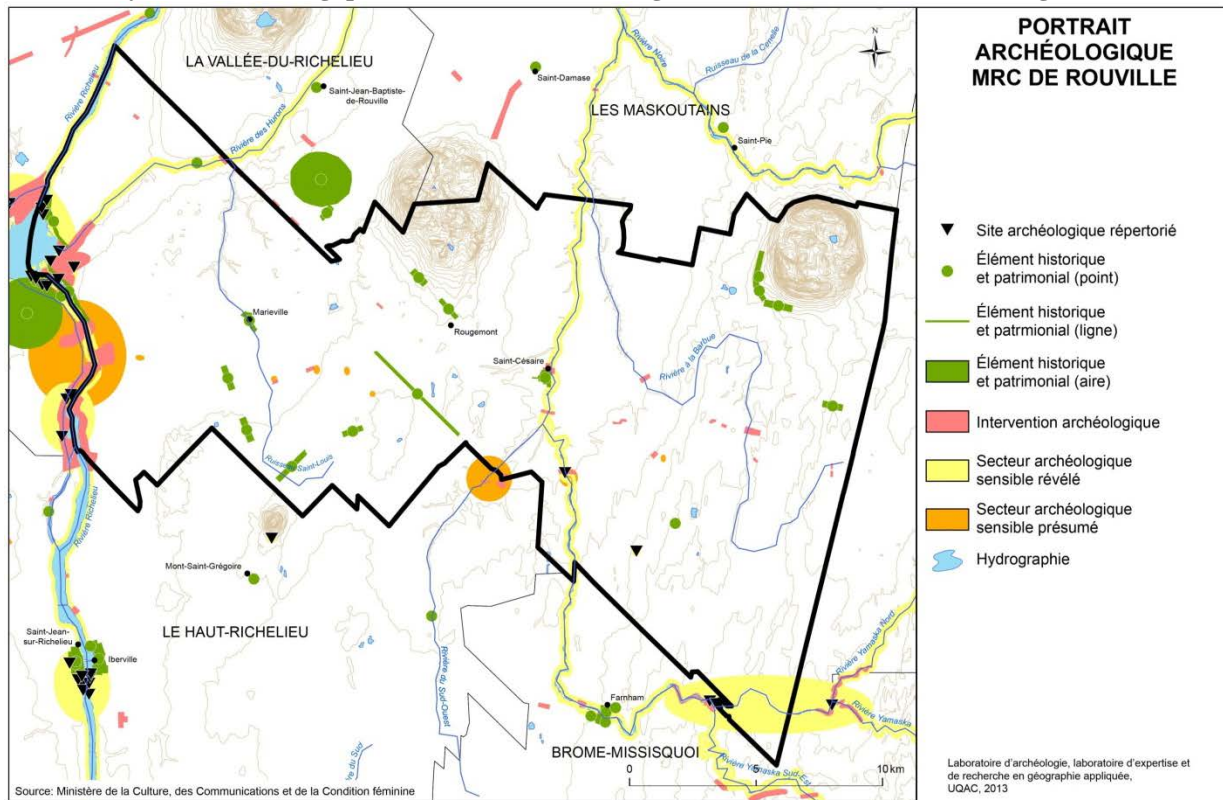 PORTRAIT
ARCHÉOLOGIQUE
MRC DE ROUVILLE
N
LA VALLÉE-DU-RICHELIEU
Saint-Jean-Baptiste-
de-Rouville
Rivière Richelieu
Rivière des Hurons
Saint-Damase
LES MASKOUTAINS
Rivière Noire
Saint-Pie
Marieville
Rougemont
Saint-Césaire
Rivière à la Barbue
Ruisseau Saint-Louis
Mont-Saint-Grégoire
Rivière Richelieu
LE HAUT-RICHELIEU
Saint-Jean-
sur-Richelieu
Iberville
Rivière du Sud-Ouest
Farnham
BROME-MISSISQUOI
Rivière Yamaska Nord
Rivière Yamaska
Rivière Yamaska Sud-Est
re du Sud
0 5 10 km
Source: Ministère de la Culture, des Communications et de la Condition féminine
Site archéologique répertorié
Élément historique
et patrimonial (point)
Élément historique
et patrmionial (ligne)
Élément historique
et patrimonial (aire)
Intervention archéologique
Secteur archéologique
sensible révélé
Secteur archéologique
sensible présumé
Hydrographie
Laboratoire d'archéologie, laboratoire d'expertise et
de recherche en géographie appliquée,
UQAC, 2013